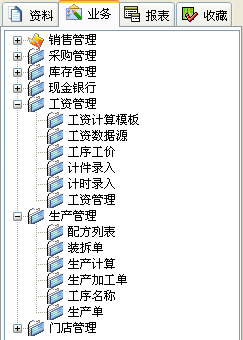 资料 业务 报表 收藏
销售管理
采购管理
库存管理
现金银行
工资管理
工资计算模板
工资数据源
工序工价
计件录入
计时录入
工资管理
生产管理
配方列表
装拆单
生产计算
生产加工单
工序名称
生产单
门店管理